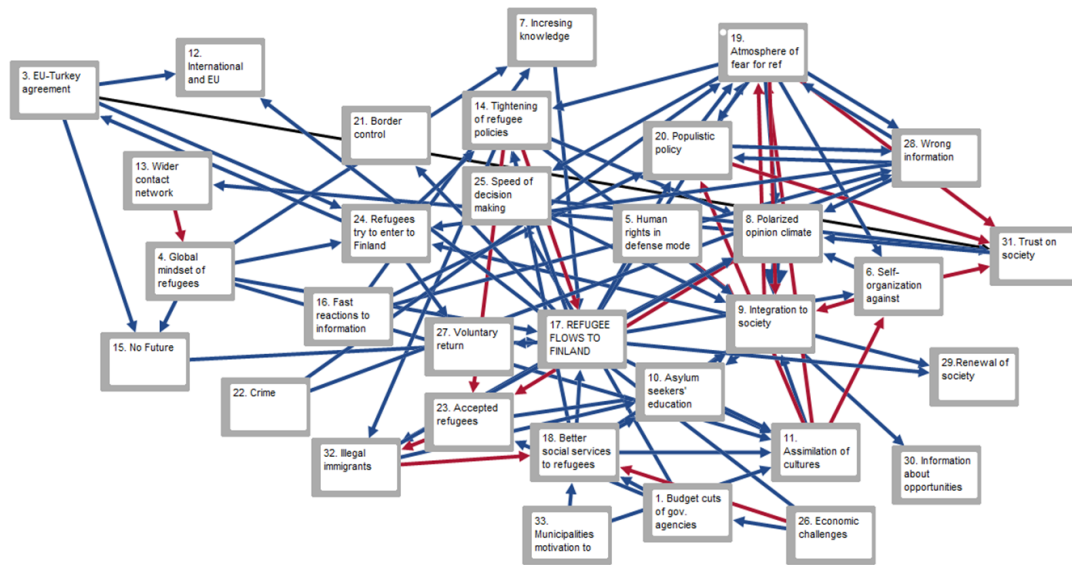 7. Incresing
knowledge
19.
Atmosphere of
fear for ref
12.
International
and EU
3. EU-Turkey
agreement
14. Tightening
of refugee
policies
21. Border
control
20. Populistic
policy
28. Wrong
information
13. Wider
contact
network
25. Speed of
decision
making
24. Refugees
try to enter to
Finland
5. Human
rights in
defense mode
8. Polarized
opinion climate
31. Trust on
society
4. Global
mindset of
refugees
6. Self-
organization
against
16. Fast
reactions to
information
9. Integration to
society
27. Voluntary
return
17. REFUGEE
FLOWS TO
FINLAND
15. No Future
29.Renewal of
society
22. Crime
10. Asylum
seekers'
education
23. Accepted
refugees
18. Better
social services
to refugees
11.
Assimilation of
cultures
32. Illegal
immigrants
30. Information
about
opportunities
1. Budget cuts
of gov.
agencies
33.
Municipalities
motivation to
26. Economic
challenges